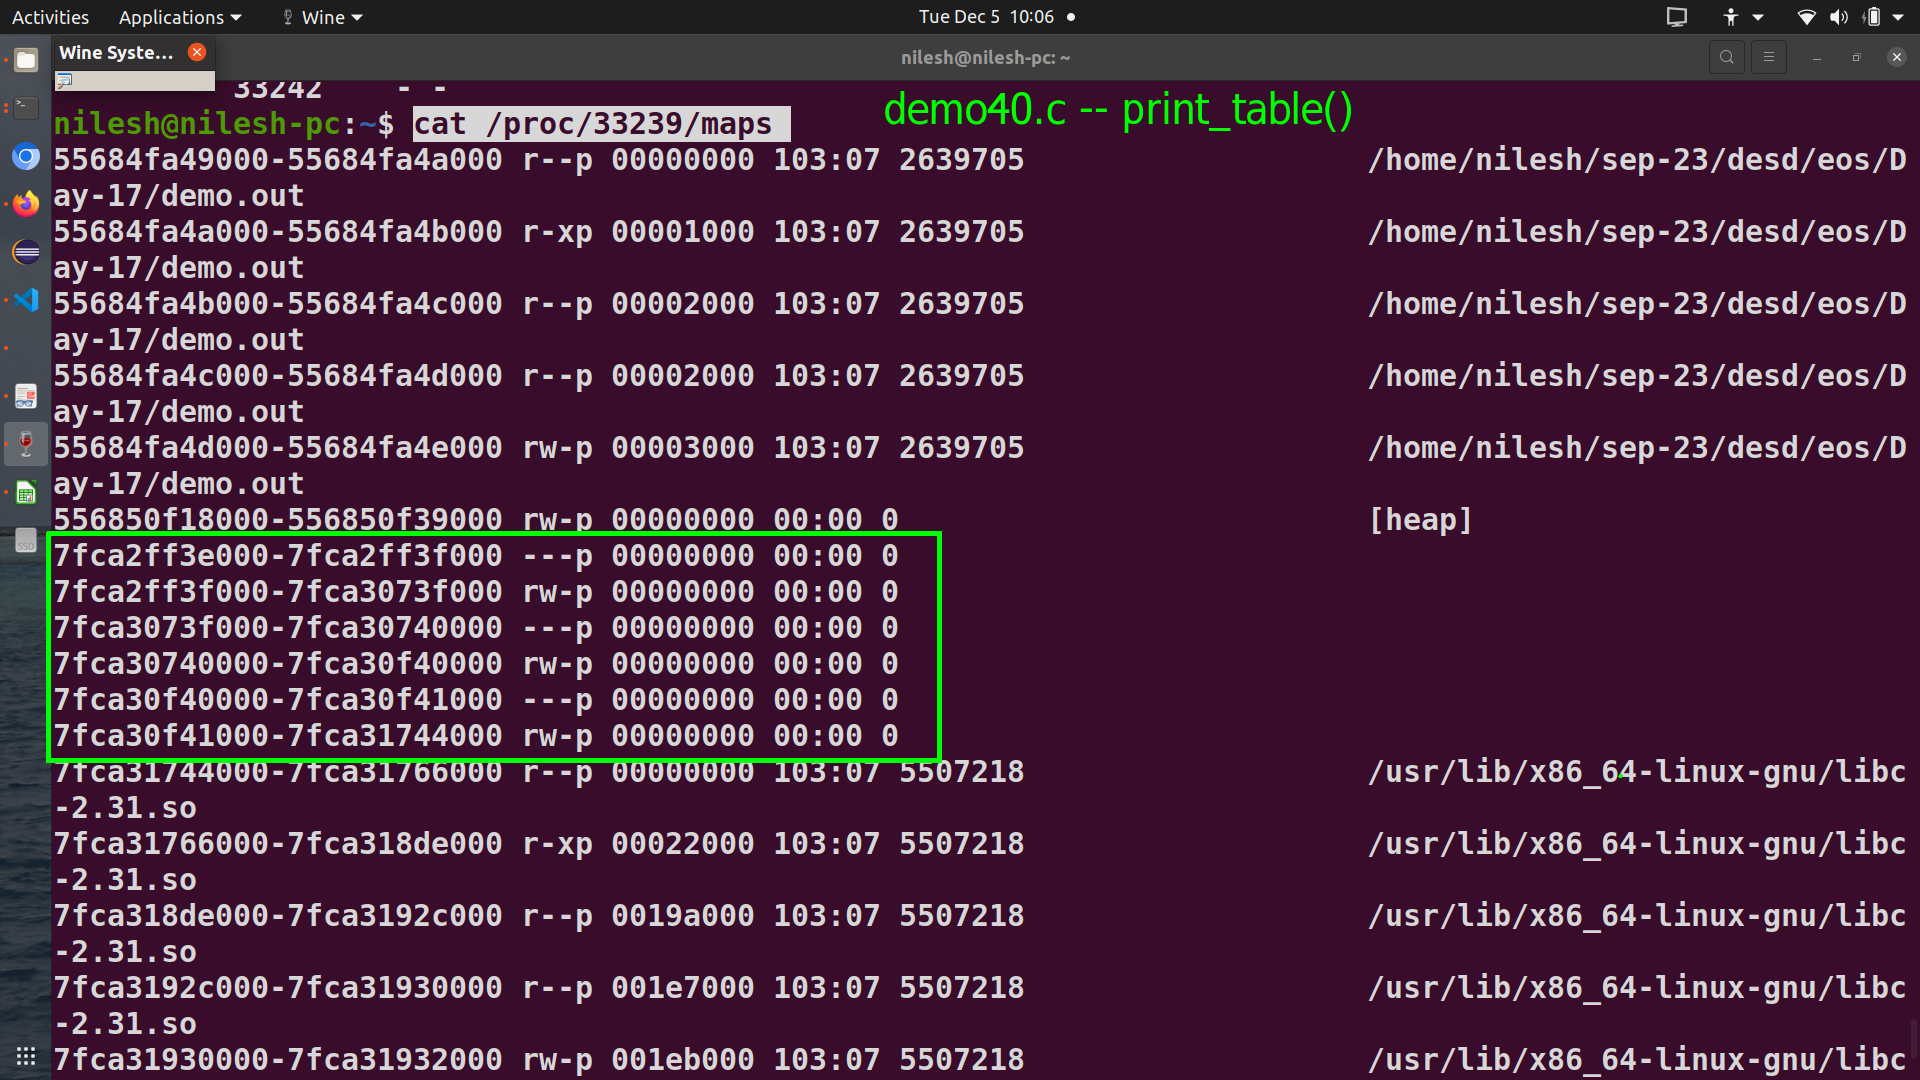 Activities Applications Wine Tue Dec 5 10:06
Wine Syste...
nilesh@nilesh-pc: ~
33242 - -
nilesh@nilesh-pc:~$ cat /proc/33239/maps
demo40.c -- print_table()
55684fa49000-55684fa4a000 r--p 00000000 103:07 2639705 /home/nilesh/sep-23/desd/eos/D
ay-17/demo.out
55684fa4a000-55684fa4b000 r-xp 00001000 103:07 2639705 /home/nilesh/sep-23/desd/eos/D
ay-17/demo.out
55684fa4b000-55684fa4c000 r--p 00002000 103:07 2639705 /home/nilesh/sep-23/desd/eos/D
ay-17/demo.out
55684fa4c000-55684fa4d000 r--p 00002000 103:07 2639705 /home/nilesh/sep-23/desd/eos/D
ay-17/demo.out
55684fa4d000-55684fa4e000 rw-p 00003000 103:07 2639705 /home/nilesh/sep-23/desd/eos/D
ay-17/demo.out
556850f18000-556850f39000 rw-p 00000000 00:00 0 [heap]
7fca2ff3e000-7fca2ff3f000 ---p 00000000 00:00 0
7fca2ff3f000-7fca3073f000 rw-p 00000000 00:00 0
7fca3073f000-7fca30740000 ---p 00000000 00:00 0
7fca30740000-7fca30f40000 rw-p 00000000 00:00 0
7fca30f40000-7fca30f41000 ---p 00000000 00:00 0
7fca30f41000-7fca31744000 rw-p 00000000 00:00 0
7fca31744000-7fca31766000 r--p 00000000 103:07 5507218 /usr/lib/x86_64-linux-gnu/libc
-2.31.so
7fca31766000-7fca318de000 r-xp 00022000 103:07 5507218 /usr/lib/x86_64-linux-gnu/libc
-2.31.so
7fca318de000-7fca3192c000 r--p 0019a000 103:07 5507218 /usr/lib/x86_64-linux-gnu/libc
-2.31.so
7fca3192c000-7fca31930000 r--p 001e7000 103:07 5507218 /usr/lib/x86_64-linux-gnu/libc
-2.31.so
7fca31930000-7fca31932000 rw-p 001eb000 103:07 5507218 /usr/lib/x86_64-linux-gnu/libc
SSD